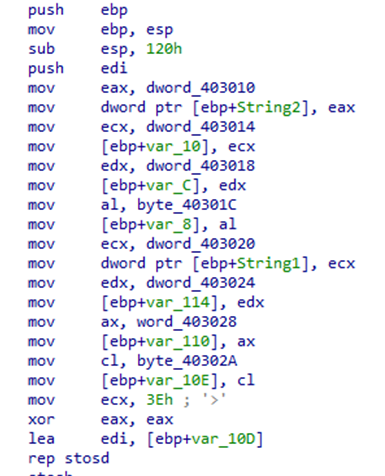 push ebp
mov ebp, esp
sub esp, 120h
push edi
mov eax, dword_403010
mov dword ptr [ebp+String2], eax
mov ecx, dword_403014
mov [ebp+var_10], ecx
mov edx, dword_403018
mov [ebp+var_C], edx
mov al, byte_40301C
mov [ebp+var_8], al
mov ecx, dword_403020
mov dword ptr [ebp+String1], ecx
mov edx, dword_403024
mov [ebp+var_114], edx
mov ax, word_403028
mov [ebp+var_110], ax
mov cl, byte_40302A
mov [ebp+var_10E], cl
mov ecx, 3Eh ; '>'
xor eax, eax
lea edi, [ebp+var_10D]
rep stosd